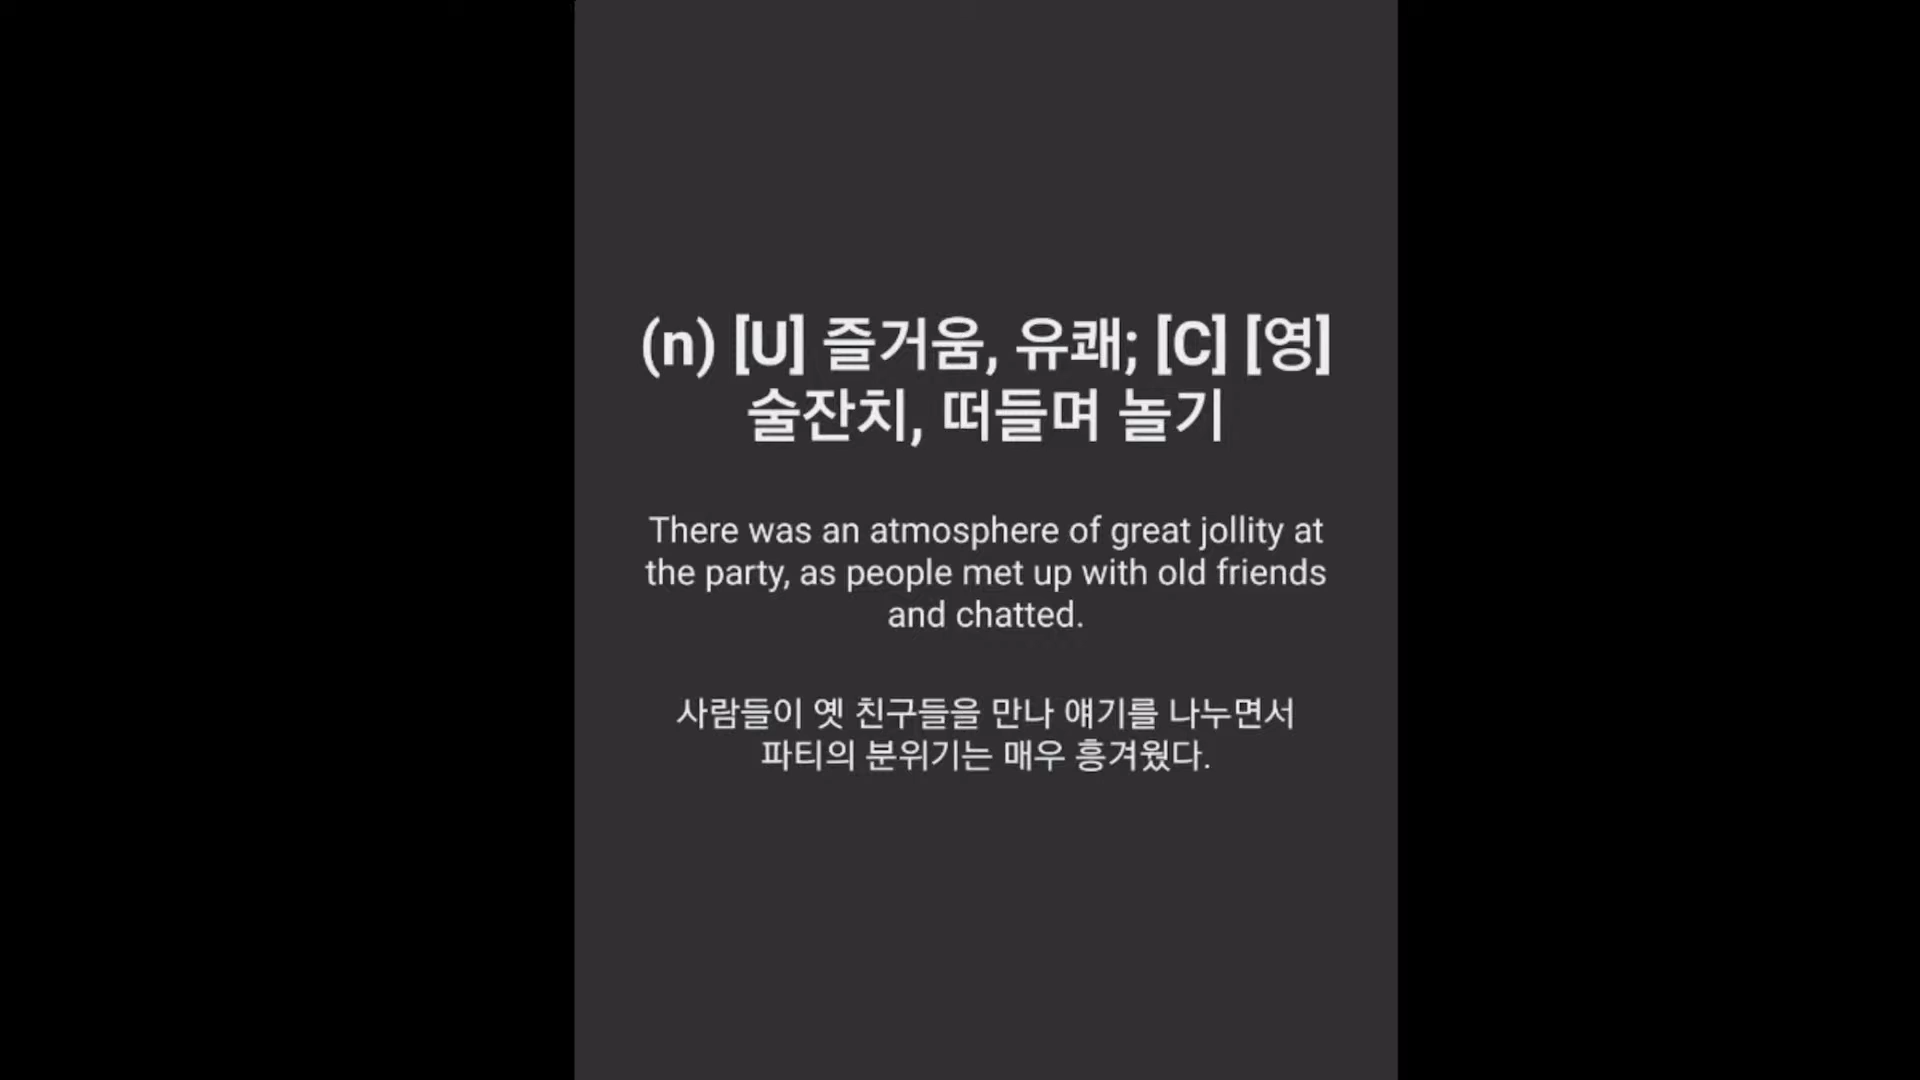 (n) [U] 즐거움, 유쾌; [C] [영]
술잔치, 떠들며 놀기
There was an atmosphere of great jollity at
the party, as people met up with old friends
and chatted.
사람들이 옛 친구들을 만나 얘기를 나누면서
파티의 분위기는 매우 흥겨웠다.